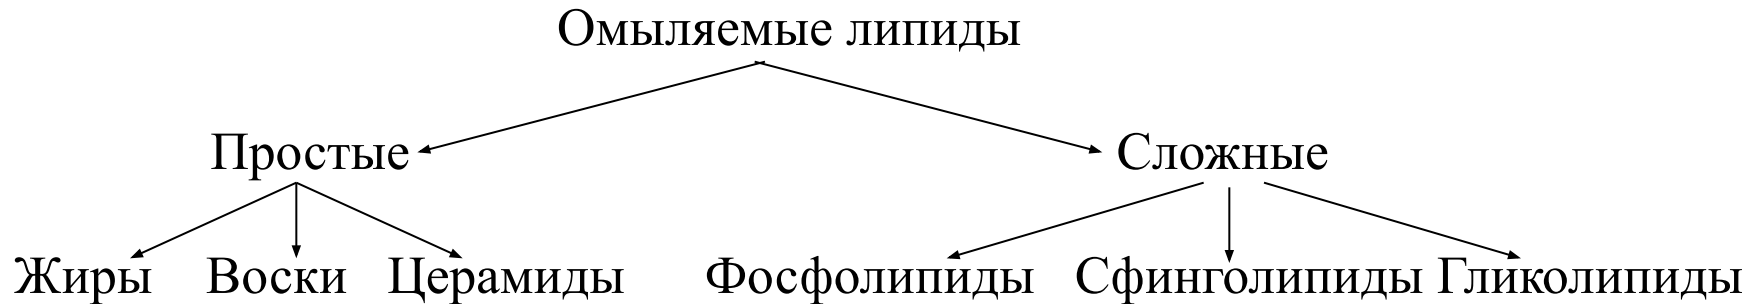 Омыляемые липиды
Простые Сложные
Жиры Воски Церамиды Фосфолипиды Сфинголипиды Гликолипиды